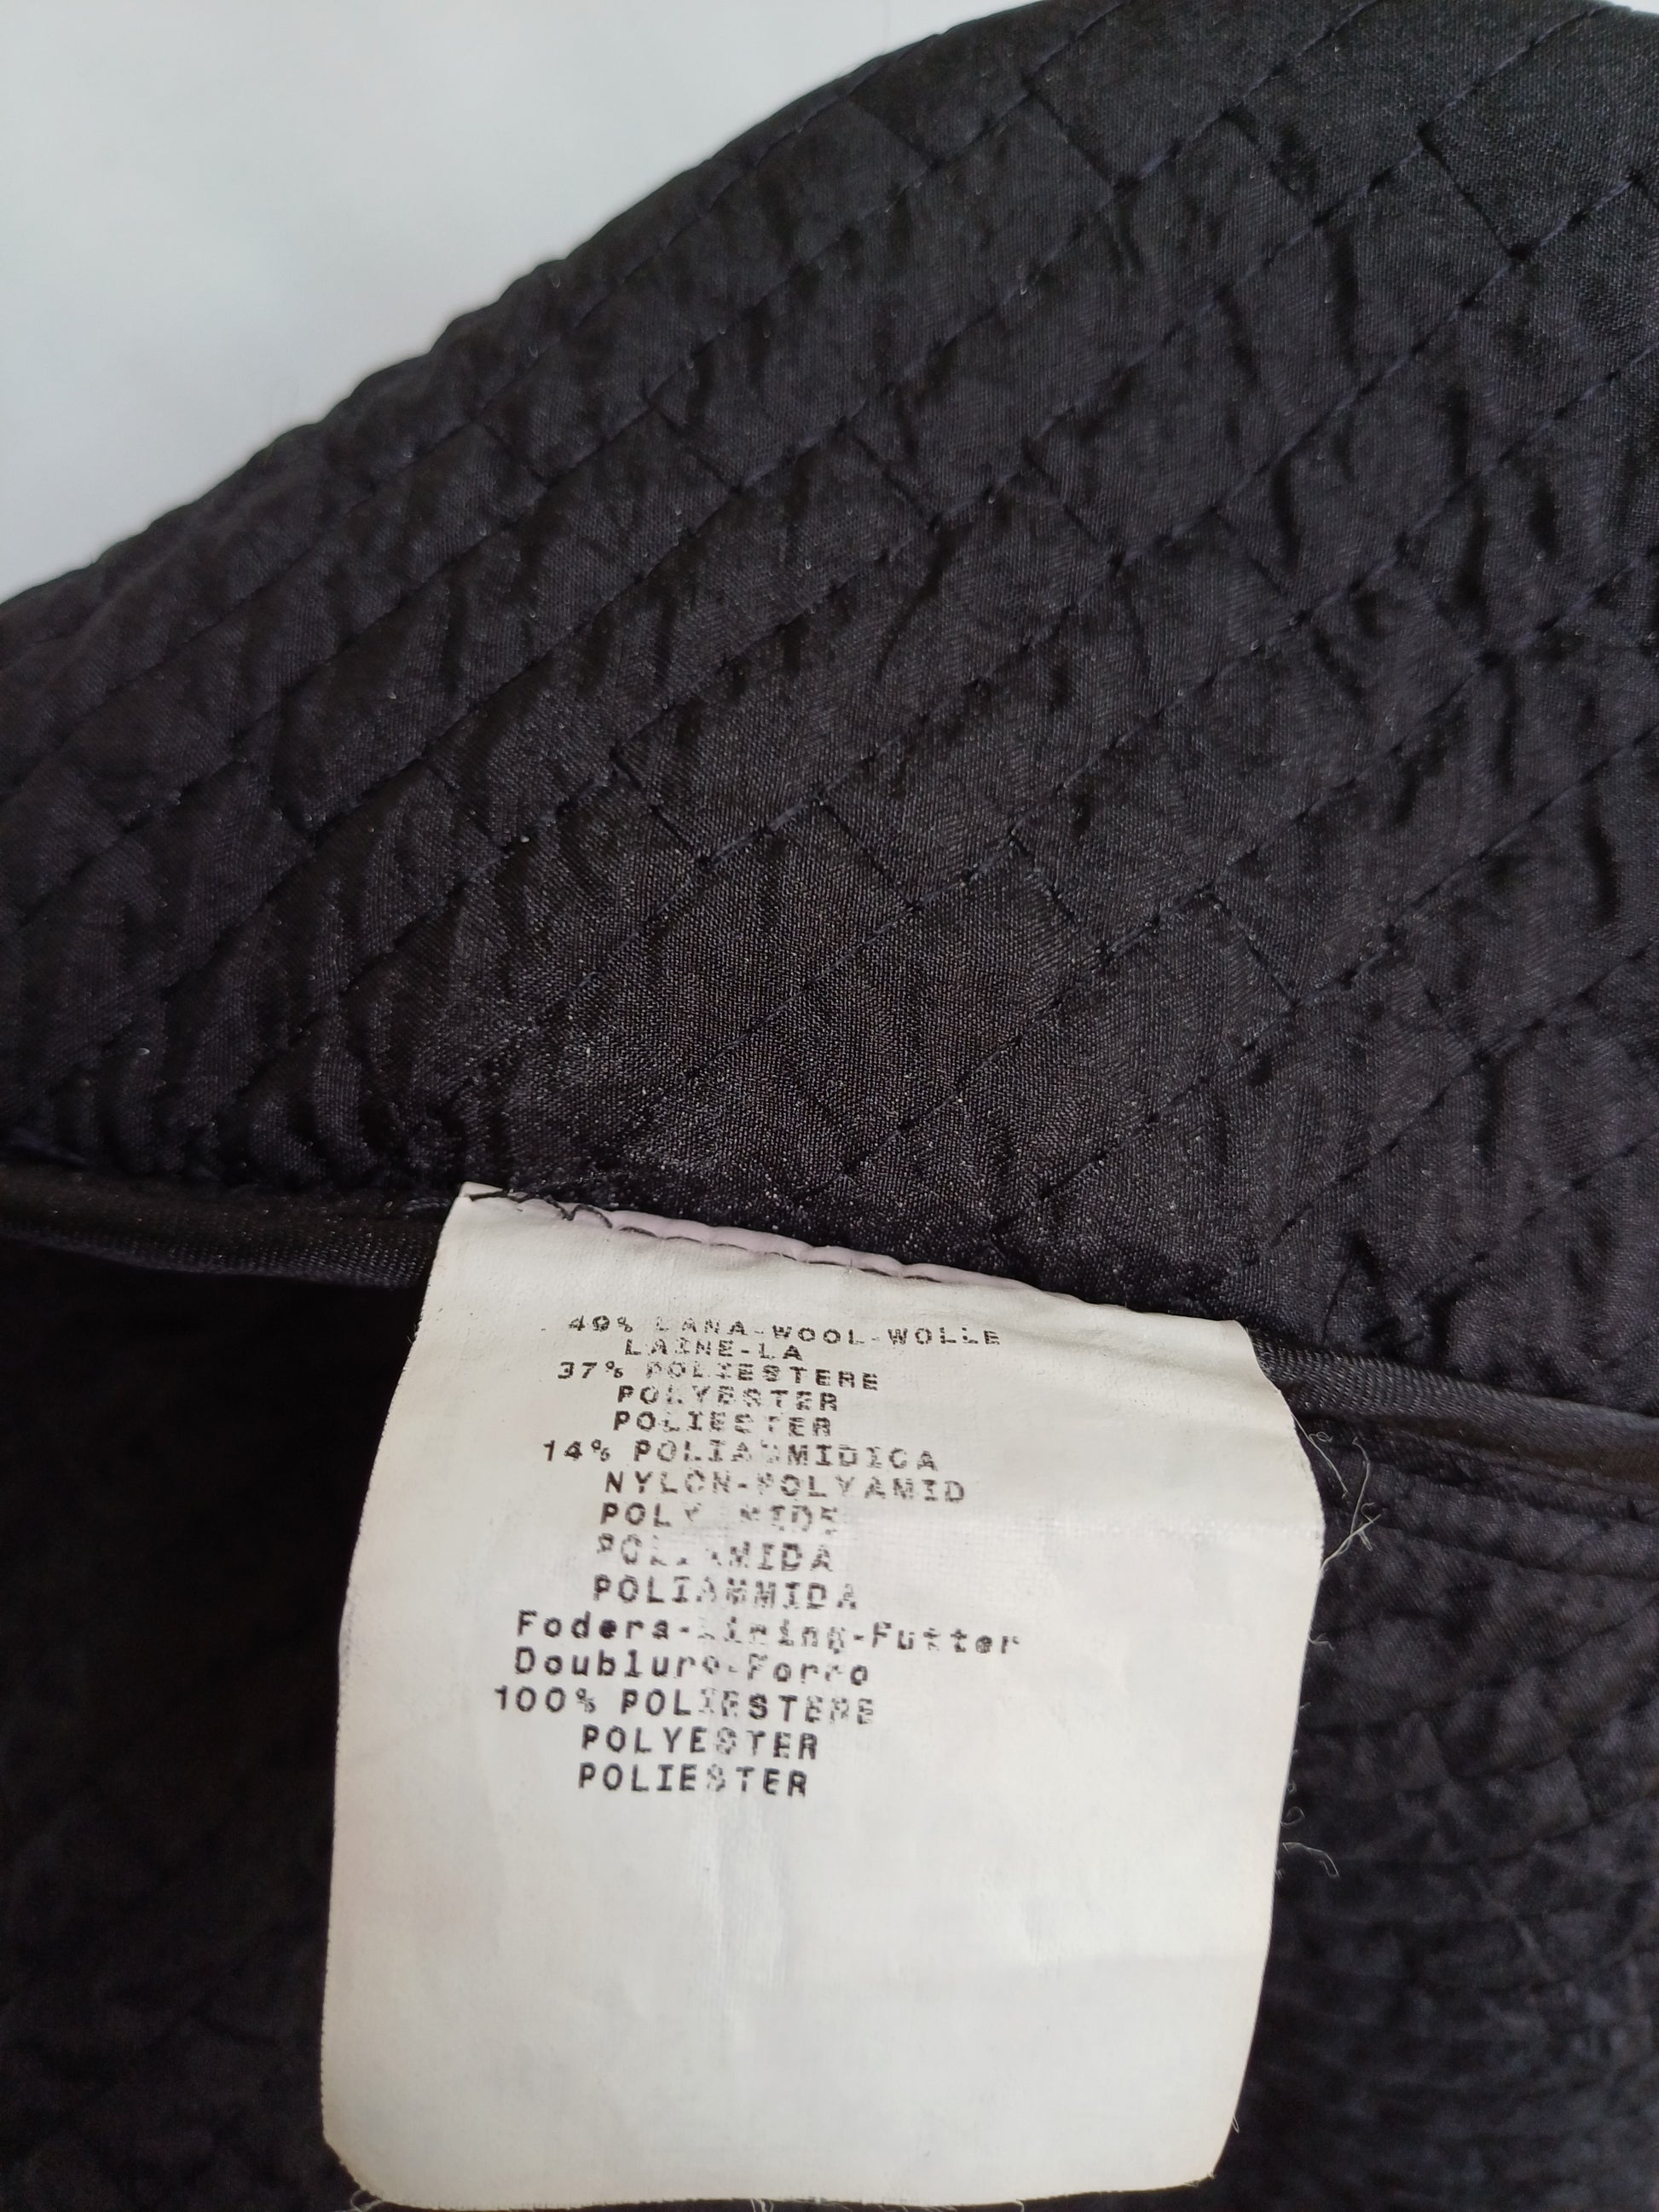 49% LANA-WOOL-WOLLE
LAINE-LA
37% POLIESTERE
POLYESTER
POLIESTER
14% POLIAMMIDICA
NYLON-POLYAMID
POLYAMIDE
POLIAMIDA
POLIAMMIDA
Fodera-Lining-Futter
Doublure-Forro
100% POLIESTERE
POLYESTER
POLIESTER